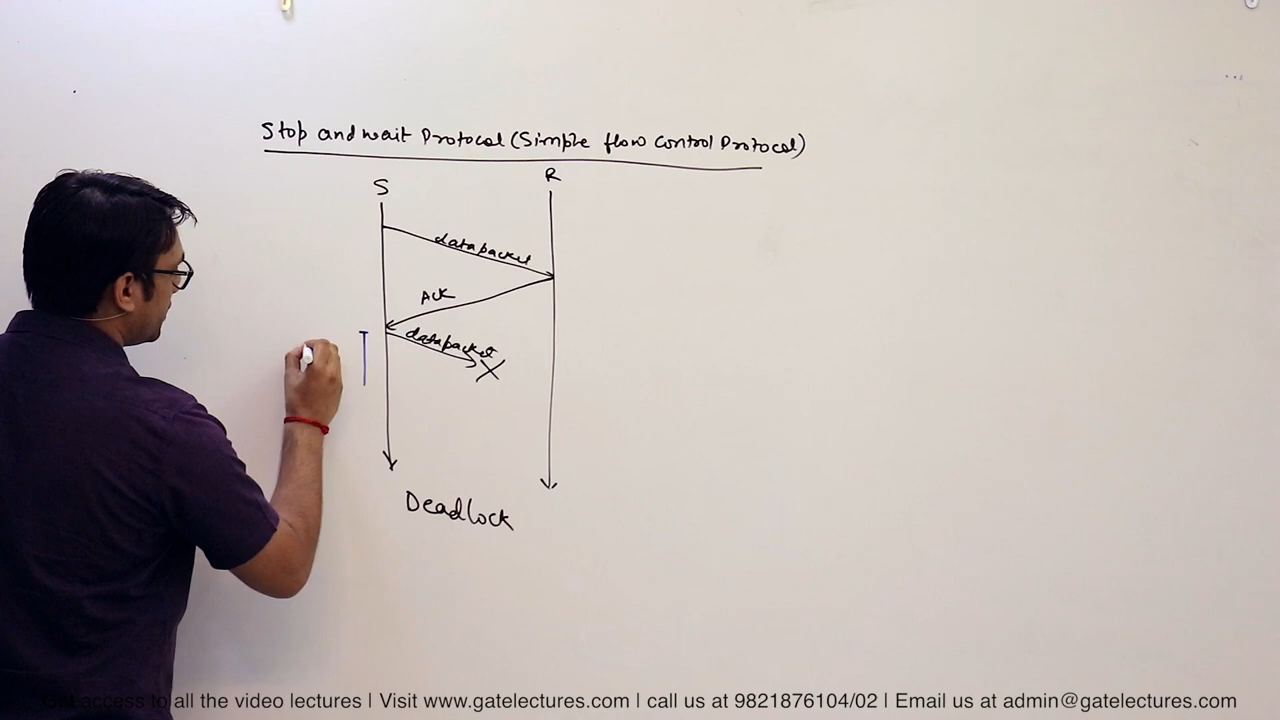 Stop and wait Protocol (Simple flow control Protocol)
S
R
data packet
Ack
data packet
Deadlock
Get access to all the video lectures | Visit www.gatelectures.com | call us at 9821876104/02 | Email us at admin@gatelectures.com